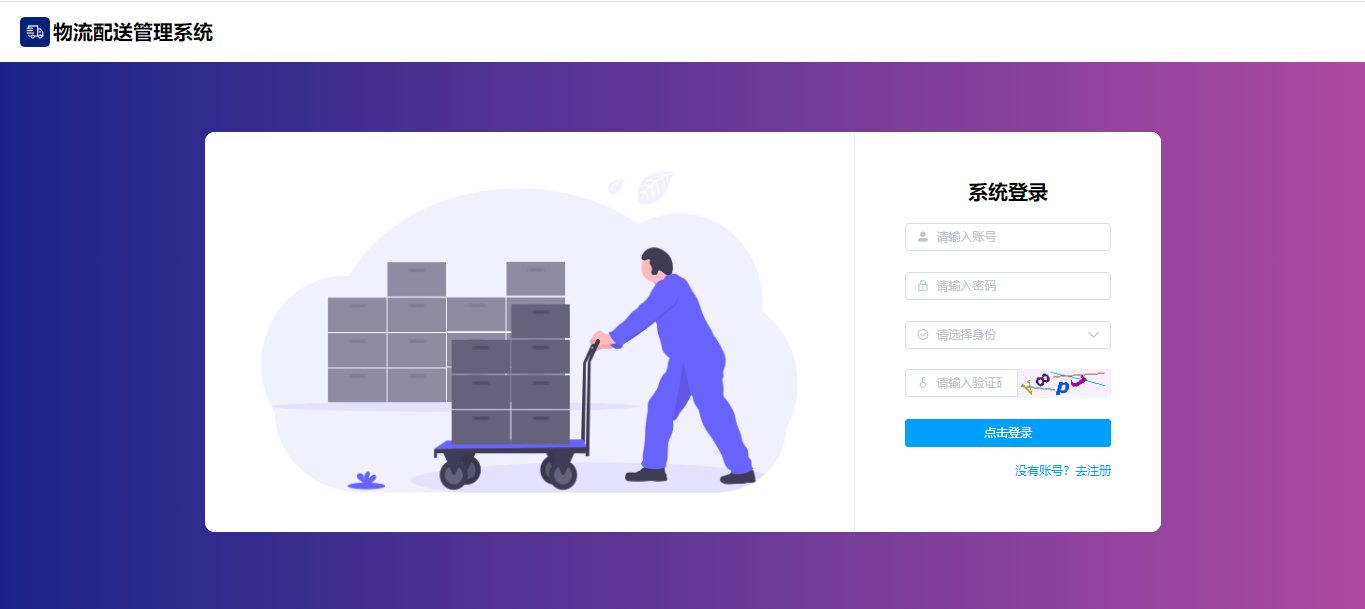 物流配送管理系统
系统登录
请输入账号
请输入密码
请选择身份
请输入验证
点击登录
没有账号？去注册